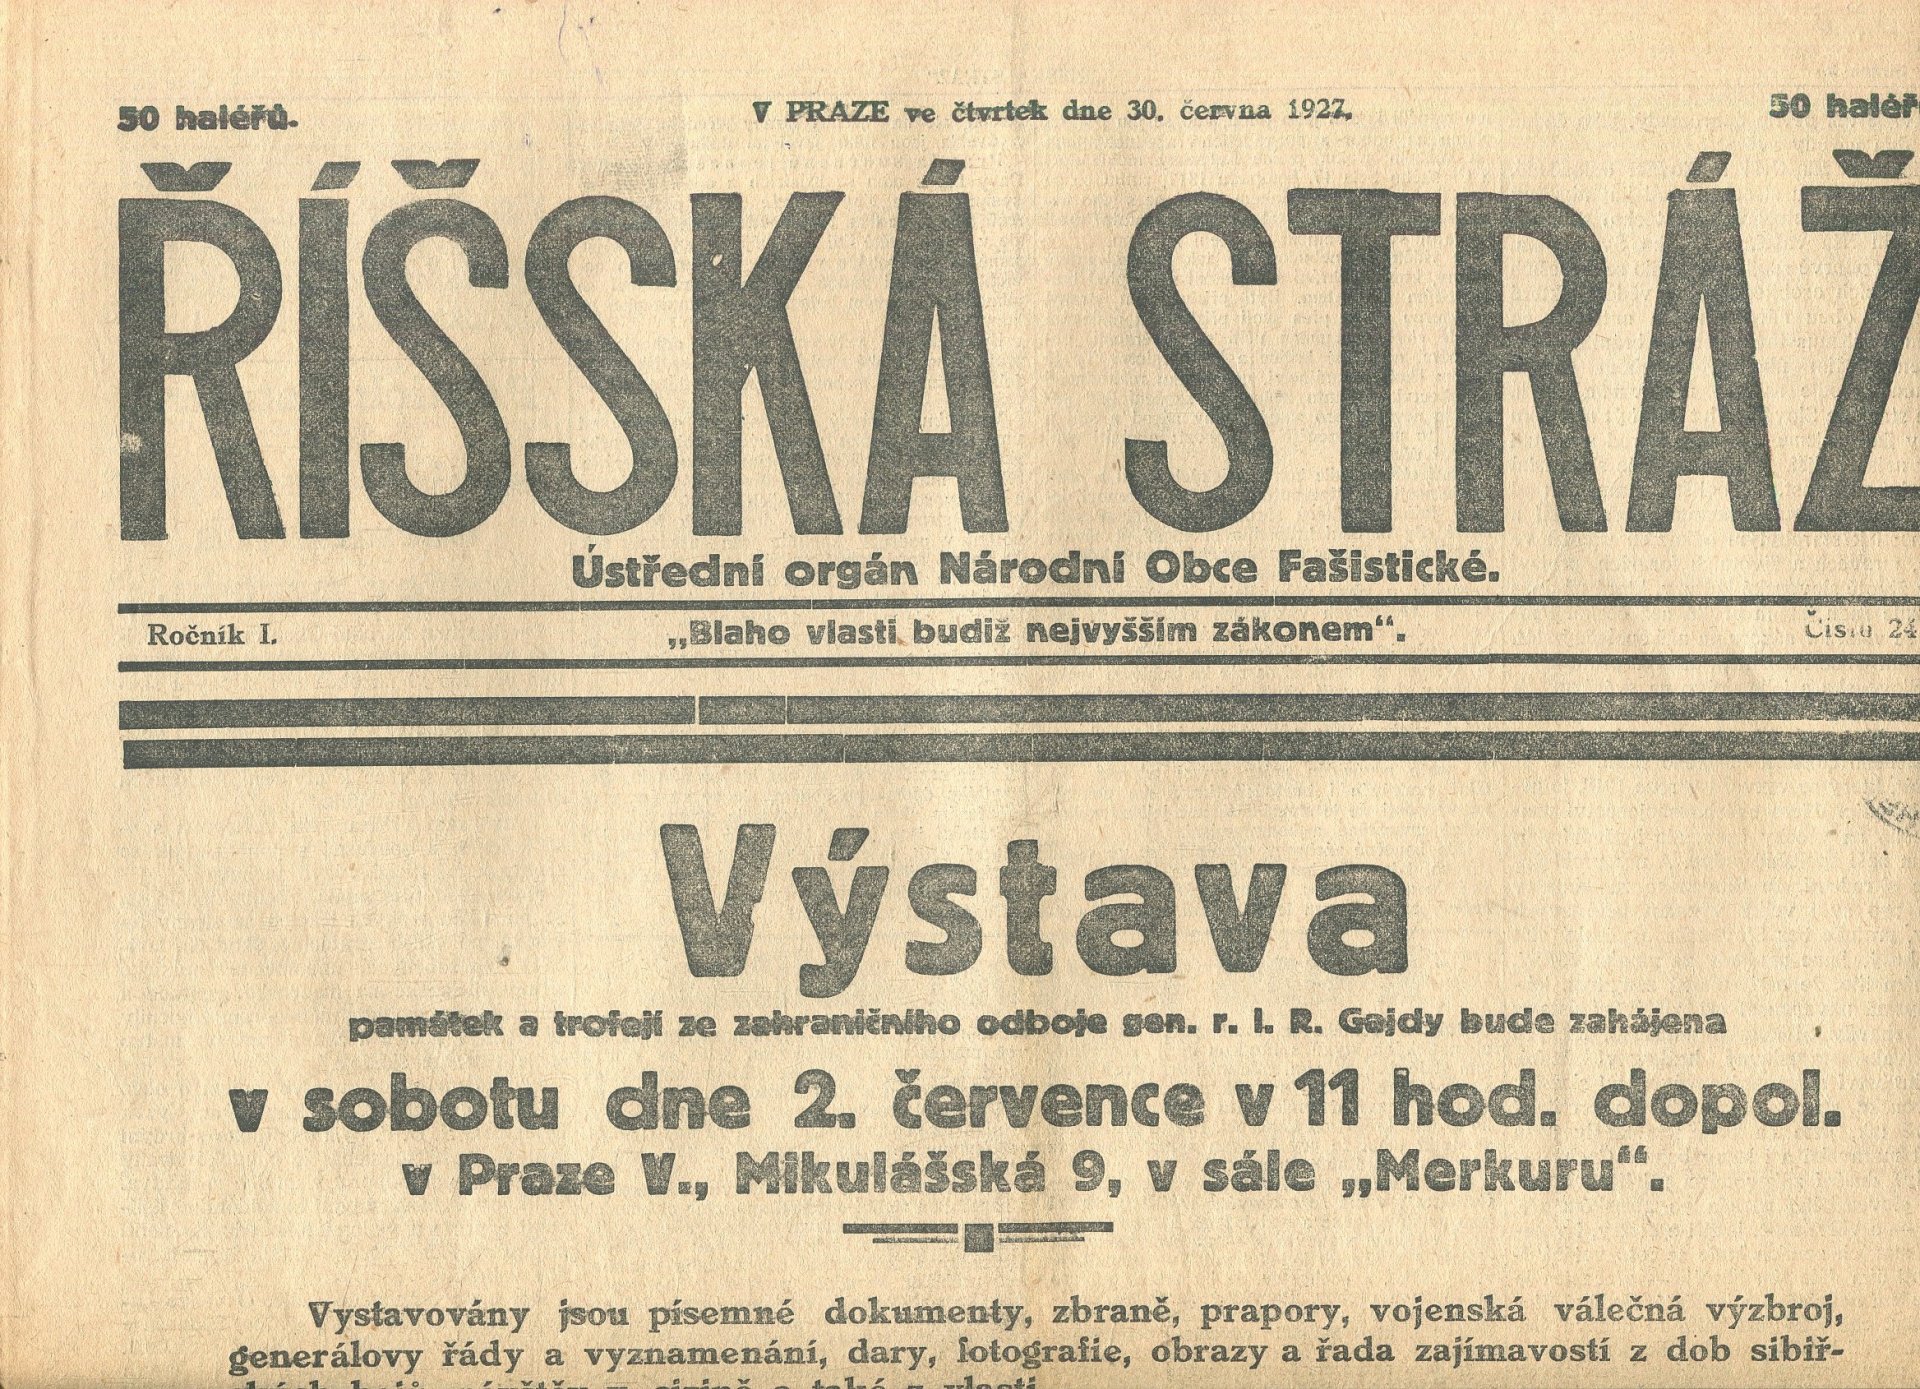 50 haléřů.
V PRAZE ve čtvrtek dne 30. června 1927.
50 haléř
ŘÍŠSKÁ STRÁŽ
Ústřední orgán Národní Obce Fašistické.
Ročník I.
„Blaho vlasti budiž nejvyšším zákonem“.
Číslo 24
Výstava
památek a trofejí ze zahraničního odboje gen. r. l. R. Gajdy bude zahájena
v sobotu dne 2. července v 11 hod. dopol.
v Praze V., Mikulášská 9, v sále „Merkuru“.
Vystavovány jsou písemné dokumenty, zbraně, prapory, vojenská válečná výzbroj,
generálovy řády a vyznamenání, dary, fotografie, obrazy a řada zajímavostí z dob sibiř-